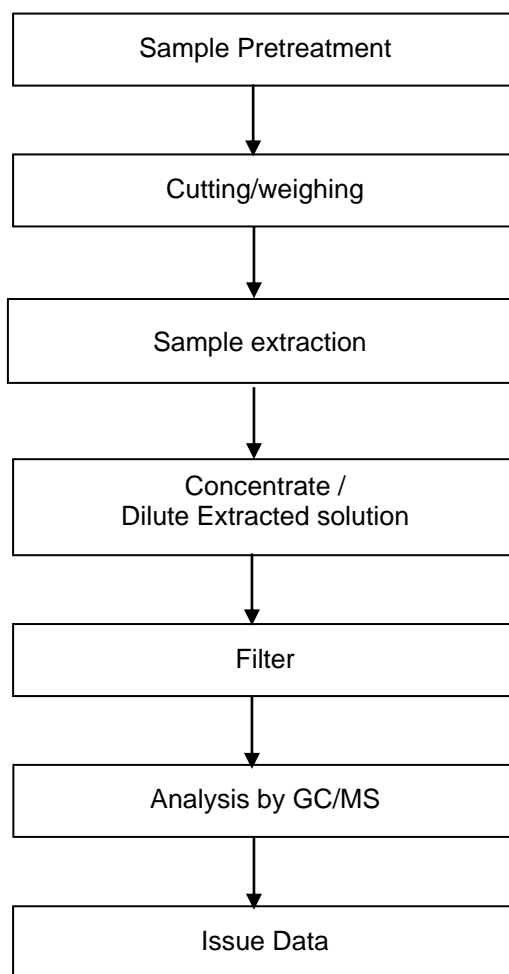 Sample Pretreatment
Cutting/weighing
Sample extraction
Concentrate /
Dilute Extracted solution
Filter
Analysis by GC/MS
Issue Data